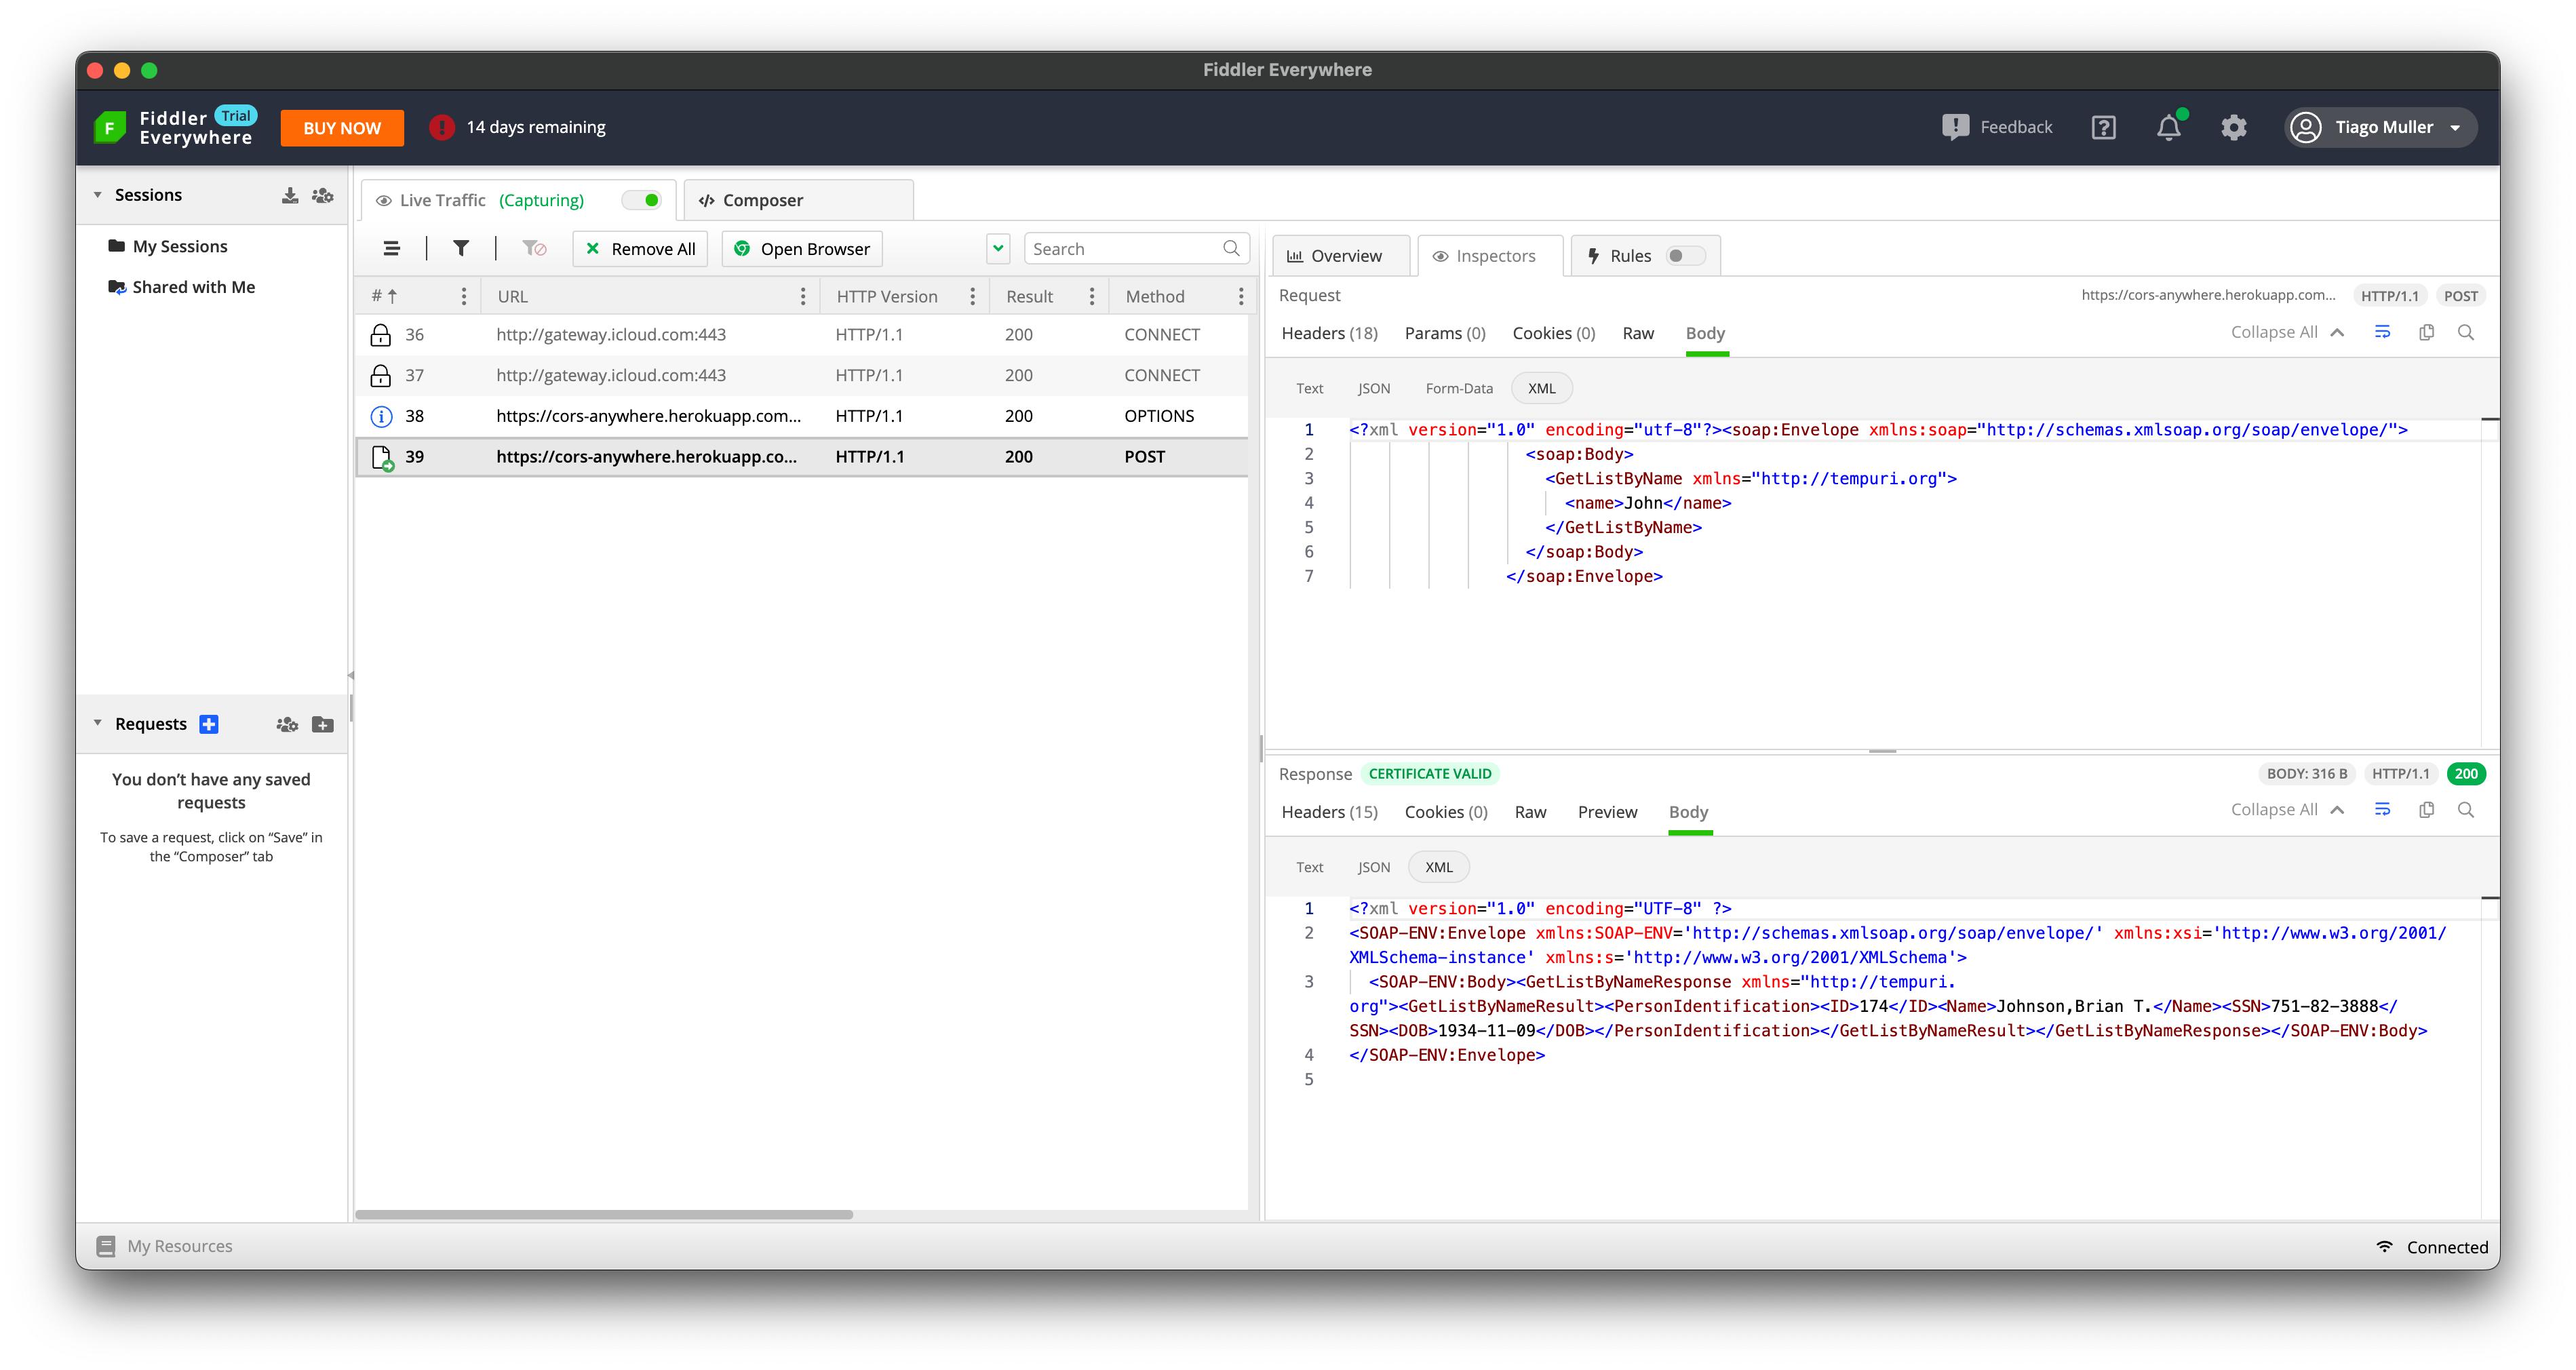 Fiddler Everywhere
Fiddler Trial
Everywhere
BUY NOW
14 days remaining
Feedback
Tiago Muller
Sessions
My Sessions
Shared with Me
Requests
You don’t have any saved
requests
To save a request, click on “Save” in
the “Composer” tab
Live Traffic (Capturing)
Composer
Remove All
Open Browser
Search
# URL HTTP Version Result Method
36 http://gateway.icloud.com:443 HTTP/1.1 200 CONNECT
37 http://gateway.icloud.com:443 HTTP/1.1 200 CONNECT
38 https://cors-anywhere.herokuapp.com... HTTP/1.1 200 OPTIONS
39 https://cors-anywhere.herokuapp.co... HTTP/1.1 200 POST
Overview
Inspectors
Rules
Request
https://cors-anywhere.herokuapp.com... HTTP/1.1 POST
Headers (18) Params (0) Cookies (0) Raw Body
Collapse All
Text JSON Form-Data XML
1 <?xml version="1.0" encoding="utf-8"?><soap:Envelope xmlns:soap="http://schemas.xmlsoap.org/soap/envelope/">
2 <soap:Body>
3 <GetListByName xmlns="http://tempuri.org">
4 <name>John</name>
5 </GetListByName>
6 </soap:Body>
7 </soap:Envelope>
Response CERTIFICATE VALID
BODY: 316 B HTTP/1.1 200
Headers (15) Cookies (0) Raw Preview Body
Collapse All
Text JSON XML
1 <?xml version="1.0" encoding="UTF-8" ?>
2 <SOAP-ENV:Envelope xmlns:SOAP-ENV='http://schemas.xmlsoap.org/soap/envelope/' xmlns:xsi='http://www.w3.org/2001/
XMLSchema-instance' xmlns:s='http://www.w3.org/2001/XMLSchema'>
3 <SOAP-ENV:Body><GetListByNameResponse xmlns="http://tempuri.
org"><GetListByNameResult><PersonIdentification><ID>174</ID><Name>Johnson,Brian T.</Name><SSN>751-82-3888</
SSN><DOB>1934-11-09</DOB></PersonIdentification></GetListByNameResult></GetListByNameResponse></SOAP-ENV:Body>
4 </SOAP-ENV:Envelope>
5
My Resources
Connected